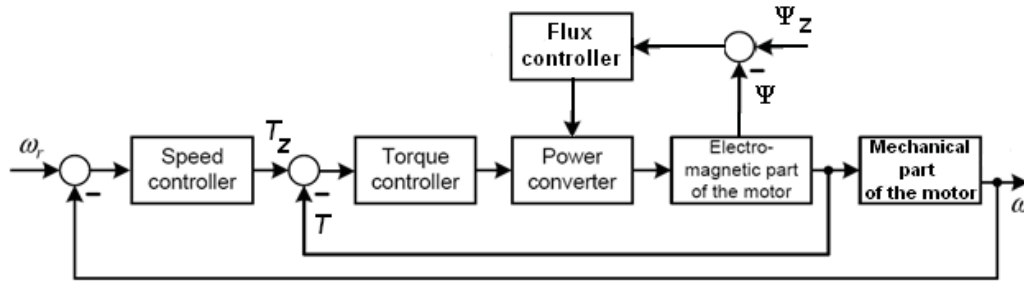 Flux
controller
Ψz
Ψ
ωr
Speed
controller
Tz
Torque
controller
Power
converter
Electro-
magnetic part
of the motor
Mechanical
part
of the motor
T
ω